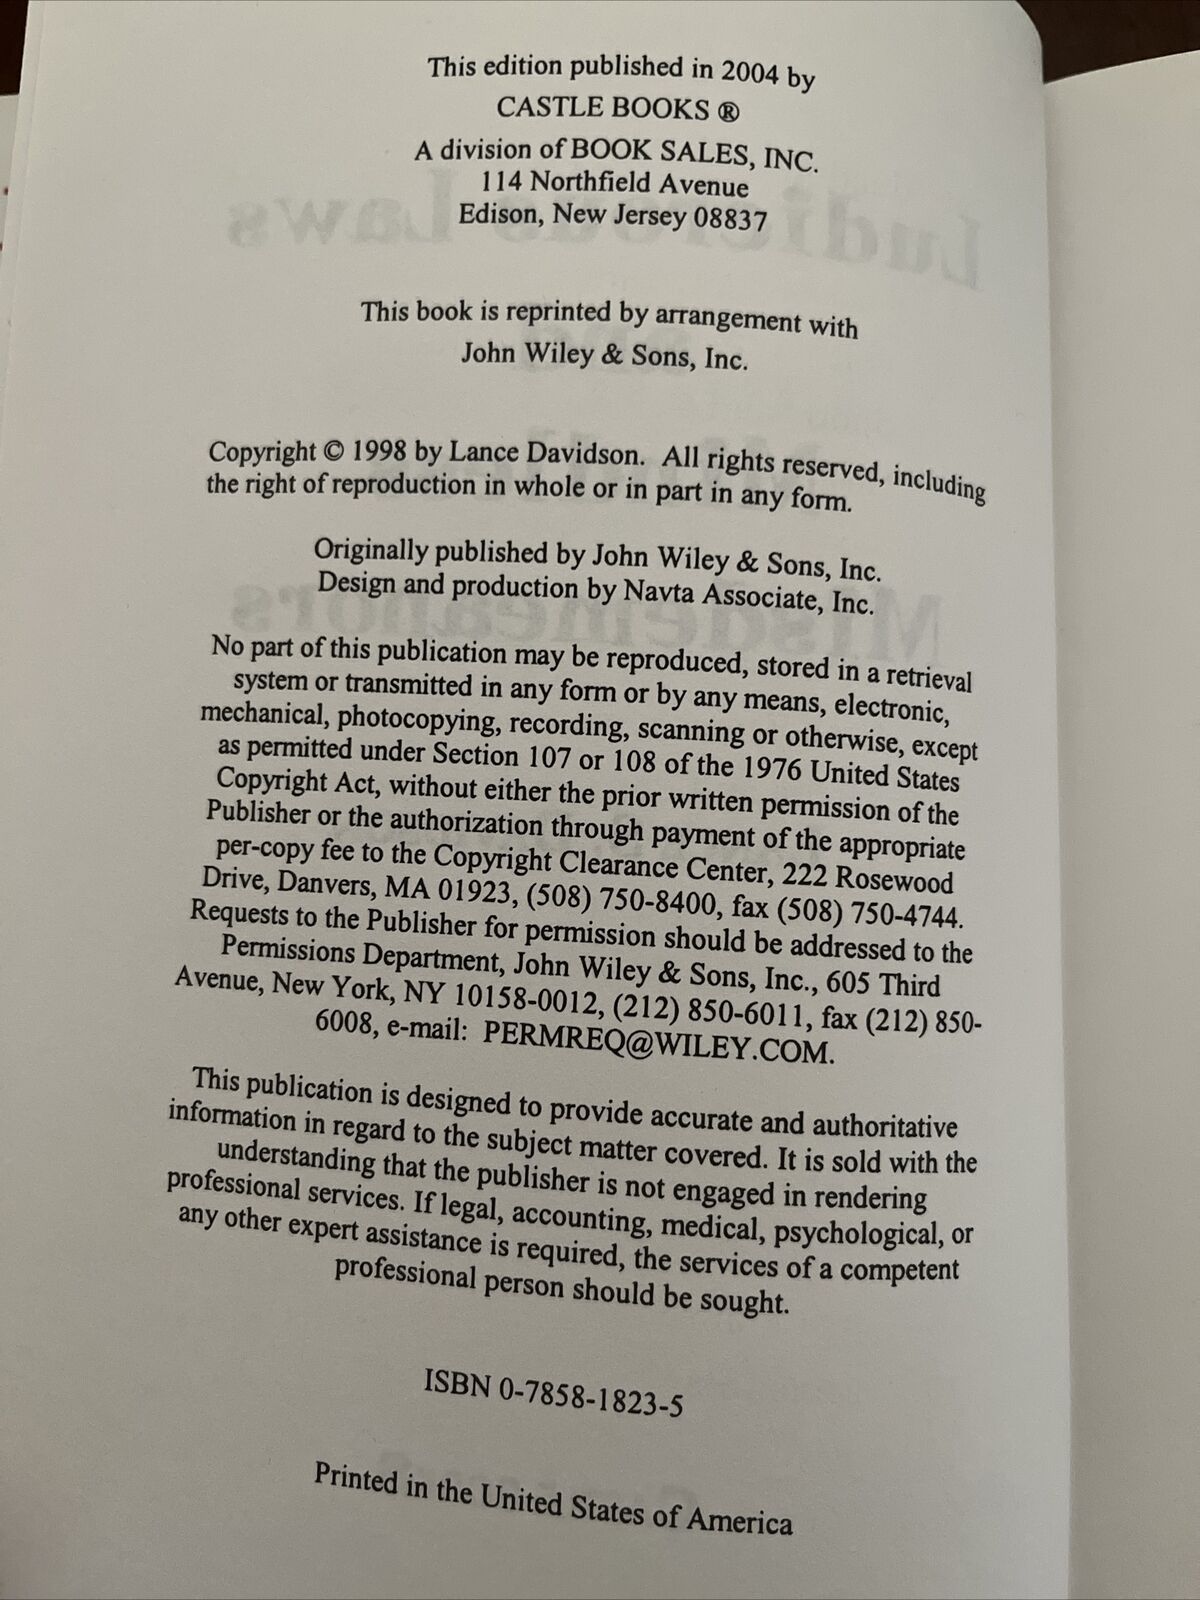 This edition published in 2004 by
CASTLE BOOKS ®
A division of BOOK SALES, INC.
114 Northfield Avenue
Edison, New Jersey 08837
This book is reprinted by arrangement with
John Wiley & Sons, Inc.
Copyright © 1998 by Lance Davidson. All rights reserved, including
the right of reproduction in whole or in part in any form.
Originally published by John Wiley & Sons, Inc.
Design and production by Navta Associate, Inc.
No part of this publication may be reproduced, stored in a retrieval
system or transmitted in any form or by any means, electronic,
mechanical, photocopying, recording, scanning or otherwise, except
as permitted under Section 107 or 108 of the 1976 United States
Copyright Act, without either the prior written permission of the
Publisher or the authorization through payment of the appropriate
per-copy fee to the Copyright Clearance Center, 222 Rosewood
Drive, Danvers, MA 01923, (508) 750-8400, fax (508) 750-4744.
Requests to the Publisher for permission should be addressed to the
Permissions Department, John Wiley & Sons, Inc., 605 Third
Avenue, New York, NY 10158-0012, (212) 850-6011, fax (212) 850-
6008, e-mail: PERMREQ@WILEY.COM.
This publication is designed to provide accurate and authoritative
information in regard to the subject matter covered. It is sold with the
understanding that the publisher is not engaged in rendering
professional services. If legal, accounting, medical, psychological, or
any other expert assistance is required, the services of a competent
professional person should be sought.
ISBN 0-7858-1823-5
Printed in the United States of America